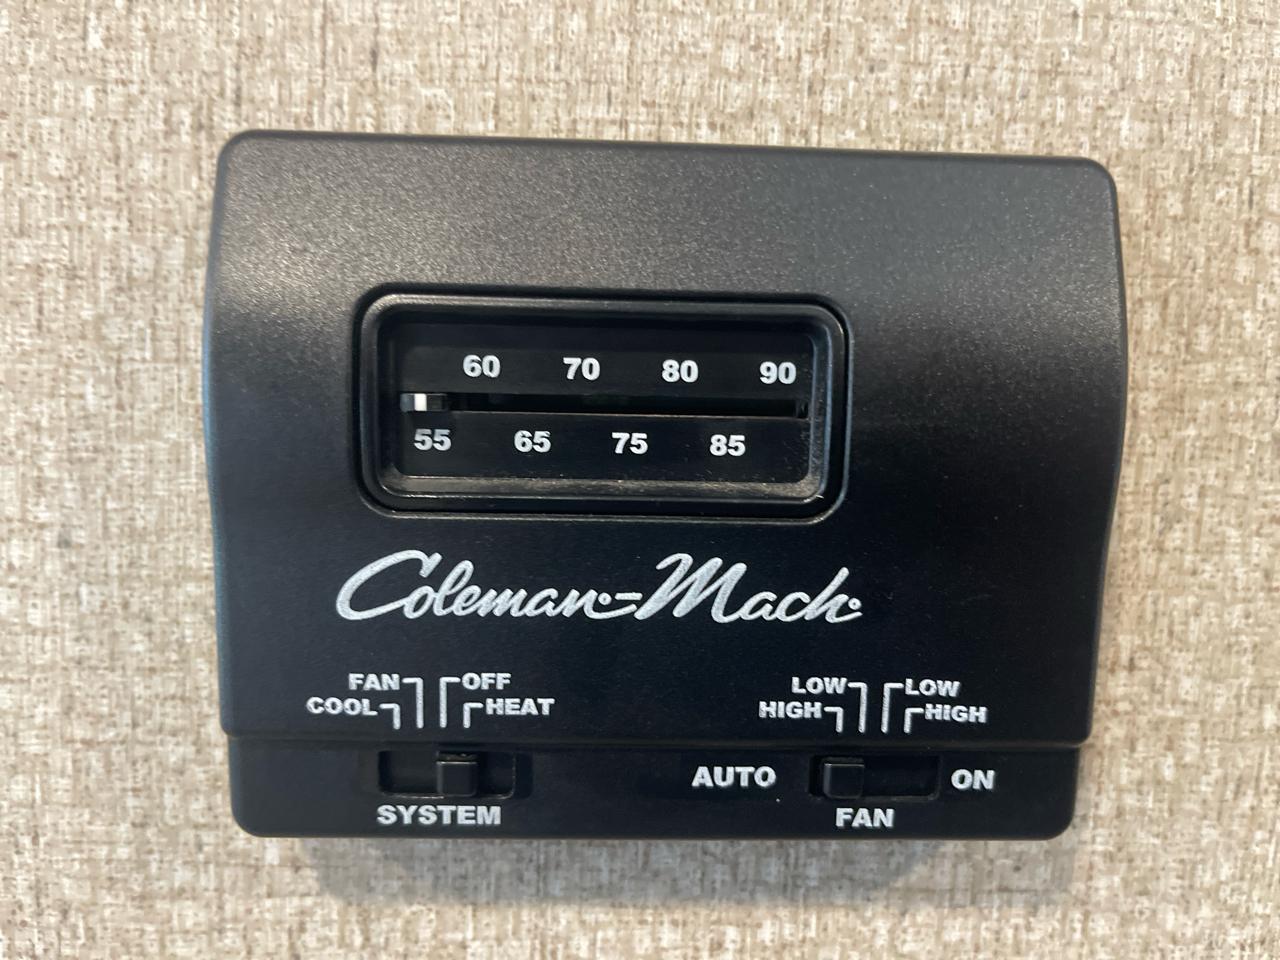 60 70 80 90
55 65 75 85
Coleman-Mach
FAN OFF LOW LOW
COOL HEAT HIGH HIGH
AUTO ON
SYSTEM FAN